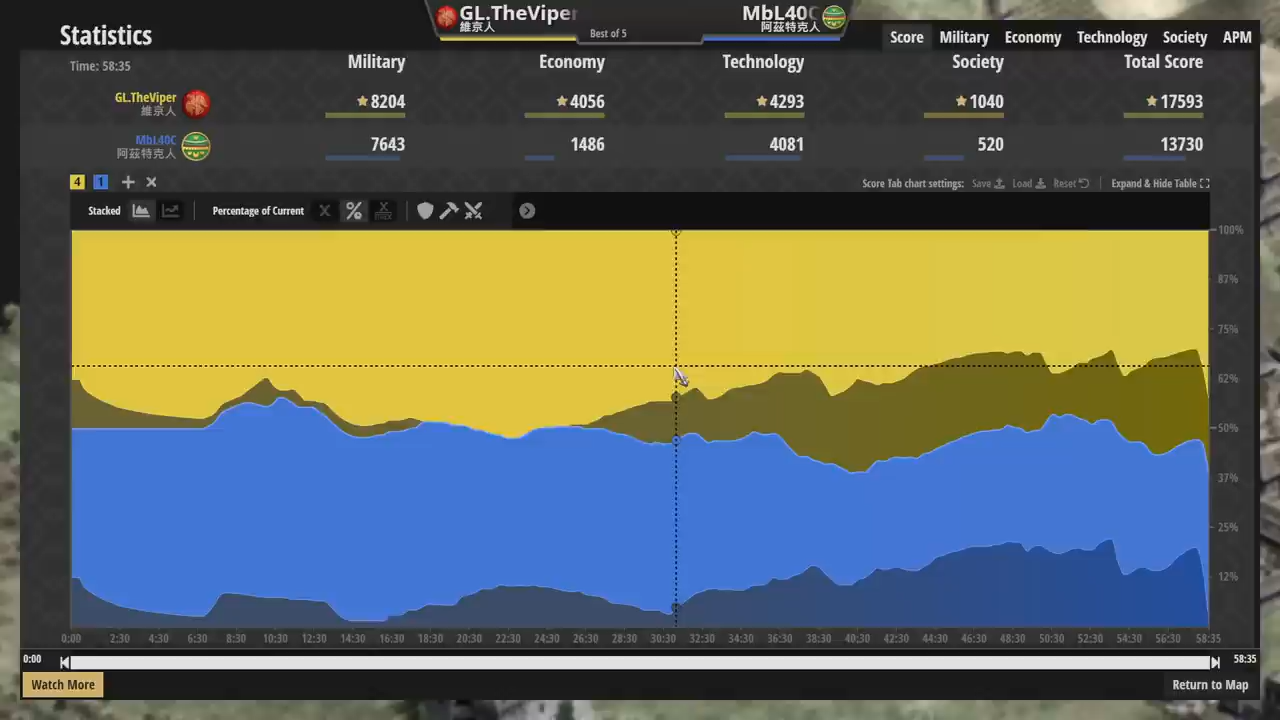 GL.TheViper
維京人
Best of 5
MbL40C
阿茲特克人
Statistics
Score Military Economy Technology Society APM
Time: 58:35
Military Economy Technology Society Total Score
GL.TheViper
維京人
8204 4056 4293 1040 17593
MbL40C
阿茲特克人
7643 1486 4081 520 13730
4 1
Score Tab chart settings: Save Load Reset Expand & Hide Table
Stacked Percentage of Current X % X
100%
87%
75%
62%
50%
37%
25%
12%
0:00 2:30 4:30 6:30 8:30 10:30 12:30 14:30 16:30 18:30 20:30 22:30 24:30 26:30 28:30 30:30 32:30 34:30 36:30 38:30 40:30 42:30 44:30 46:30 48:30 50:30 52:30 54:30 56:30 58:35
0:00 58:35
Watch More Return to Map